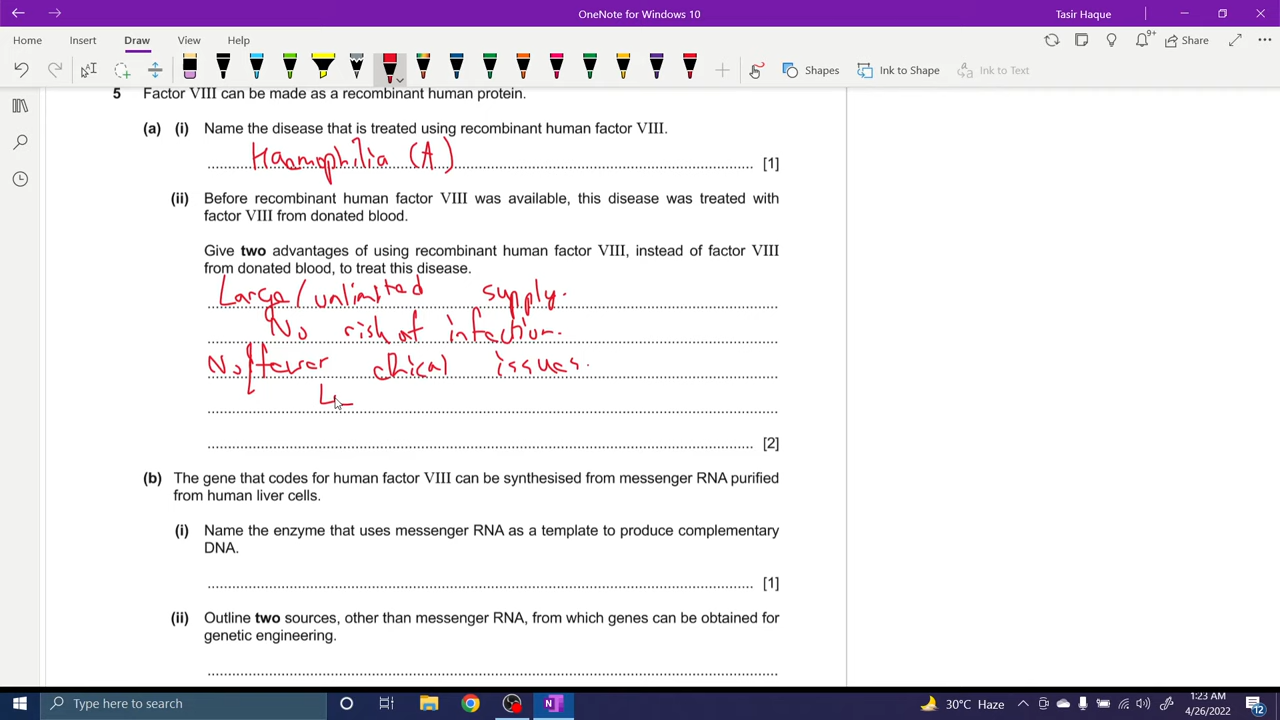 OneNote for Windows 10
Tasir Haque
Home Insert Draw View Help
9+
Share
Shapes
Ink to Shape
Ink to Text
5 Factor VIII can be made as a recombinant human protein.
(a) (i) Name the disease that is treated using recombinant human factor VIII.
Haemophilia (A)
[1]
(ii) Before recombinant human factor VIII was available, this disease was treated with
factor VIII from donated blood.
Give two advantages of using recombinant human factor VIII, instead of factor VIII
from donated blood, to treat this disease.
Large/unlimited supply.
No risk of infection.
No/fewer ethical issues.
[2]
(b) The gene that codes for human factor VIII can be synthesised from messenger RNA purified
from human liver cells.
(i) Name the enzyme that uses messenger RNA as a template to produce complementary
DNA.
[1]
(ii) Outline two sources, other than messenger RNA, from which genes can be obtained for
genetic engineering.
Type here to search
30°C Haze
1:23 AM
4/26/2022
12